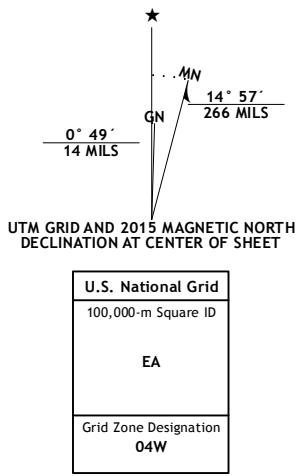 ★
MN
GN
0° 49´
14 MILS
14° 57´
266 MILS
UTM GRID AND 2015 MAGNETIC NORTH
DECLINATION AT CENTER OF SHEET
U.S. National Grid
100,000-m Square ID
EA
Grid Zone Designation
04W